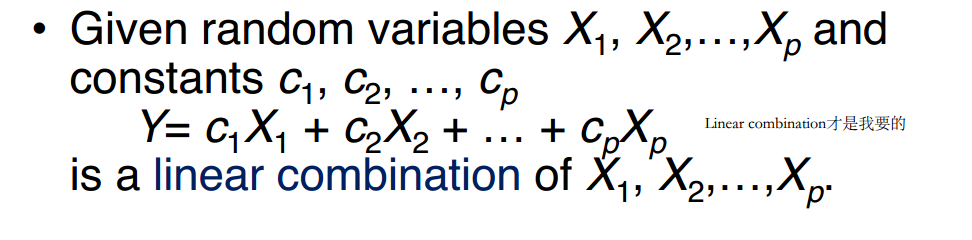 • Given random variables X₁, X₂,…,Xₚ and
constants c₁, c₂, …, cₚ
Y= c₁X₁ + c₂X₂ + … + cₚXₚ
Linear combination才是我要的
is a linear combination of X₁, X₂,…,Xₚ.